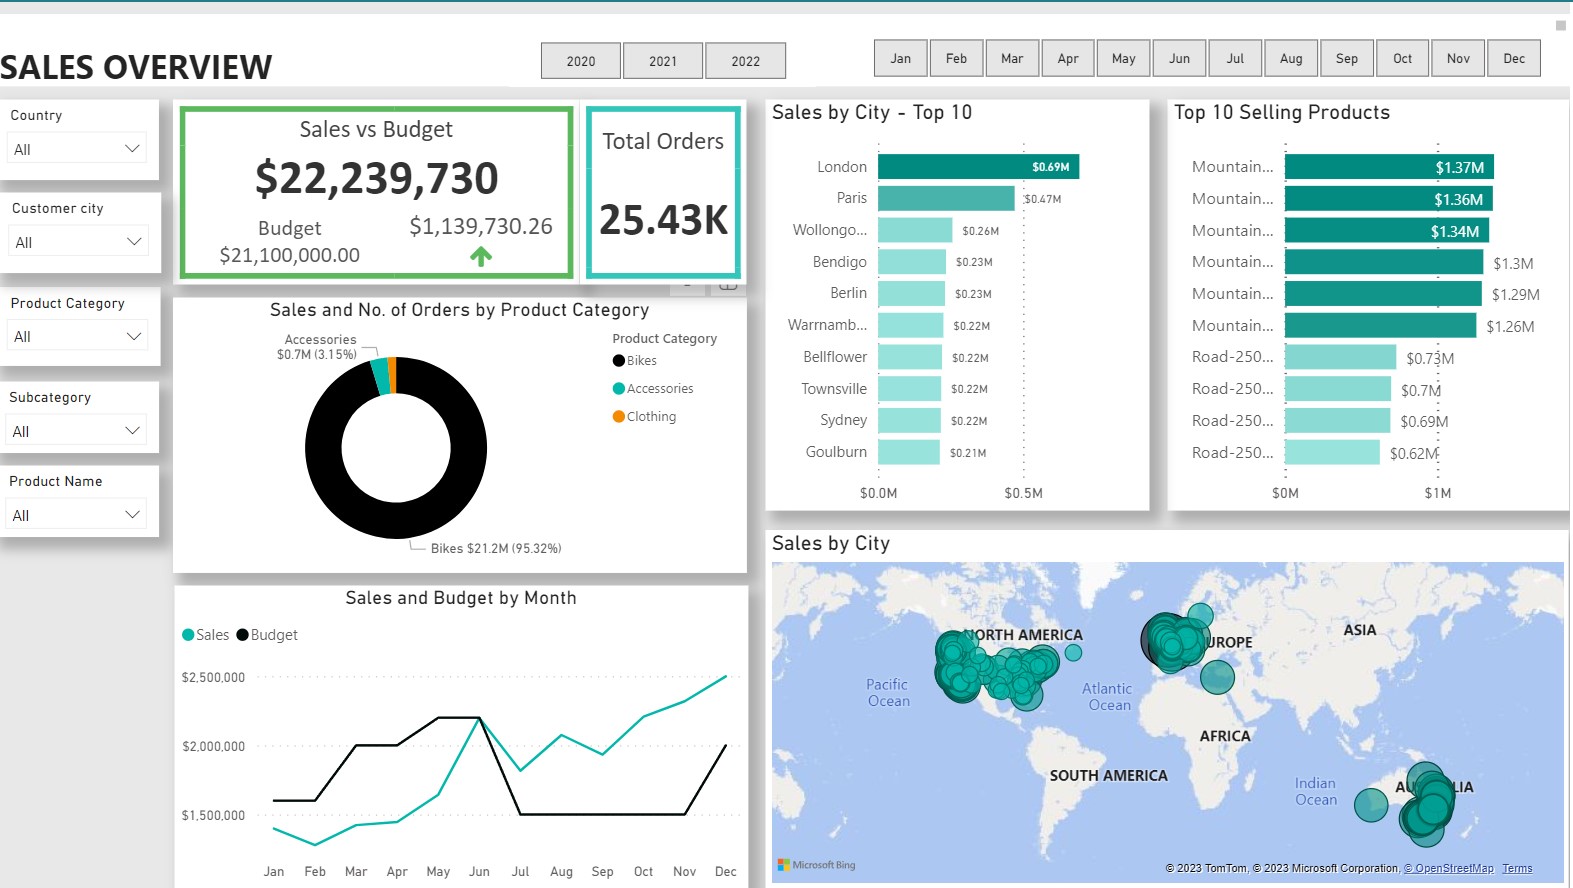 SALES OVERVIEW
2020
2021
2022
Jan
Feb
Mar
Apr
May
Jun
Jul
Aug
Sep
Oct
Nov
Dec
Country
All
Customer city
All
Product Category
All
Subcategory
All
Product Name
All
Sales vs Budget
$22,239,730
Budget
$21,100,000.00
$1,139,730.26
Total Orders
25.43K
Sales and No. of Orders by Product Category
Accessories
$0.7M (3.15%)
Bikes $21.2M (95.32%)
Product Category
Bikes
Accessories
Clothing
Sales and Budget by Month
Sales
Budget
$2,500,000
$2,000,000
$1,500,000
Jan Feb Mar Apr May Jun Jul Aug Sep Oct Nov Dec
Sales by City - Top 10
London $0.69M
Paris $0.47M
Wollongo... $0.26M
Bendigo $0.23M
Berlin $0.23M
Warrnamb... $0.22M
Bellflower $0.22M
Townsville $0.22M
Sydney $0.22M
Goulburn $0.21M
$0.0M $0.5M
Top 10 Selling Products
Mountain... $1.37M
Mountain... $1.36M
Mountain... $1.34M
Mountain... $1.3M
Mountain... $1.29M
Mountain... $1.26M
Road-250... $0.73M
Road-250... $0.7M
Road-250... $0.69M
Road-250... $0.62M
$0M $1M
Sales by City
NORTH AMERICA
ASIA
Pacific
Ocean
Atlantic
Ocean
AFRICA
SOUTH AMERICA
Indian
Ocean
Microsoft Bing
© 2023 TomTom, © 2023 Microsoft Corporation, © OpenStreetMap Terms